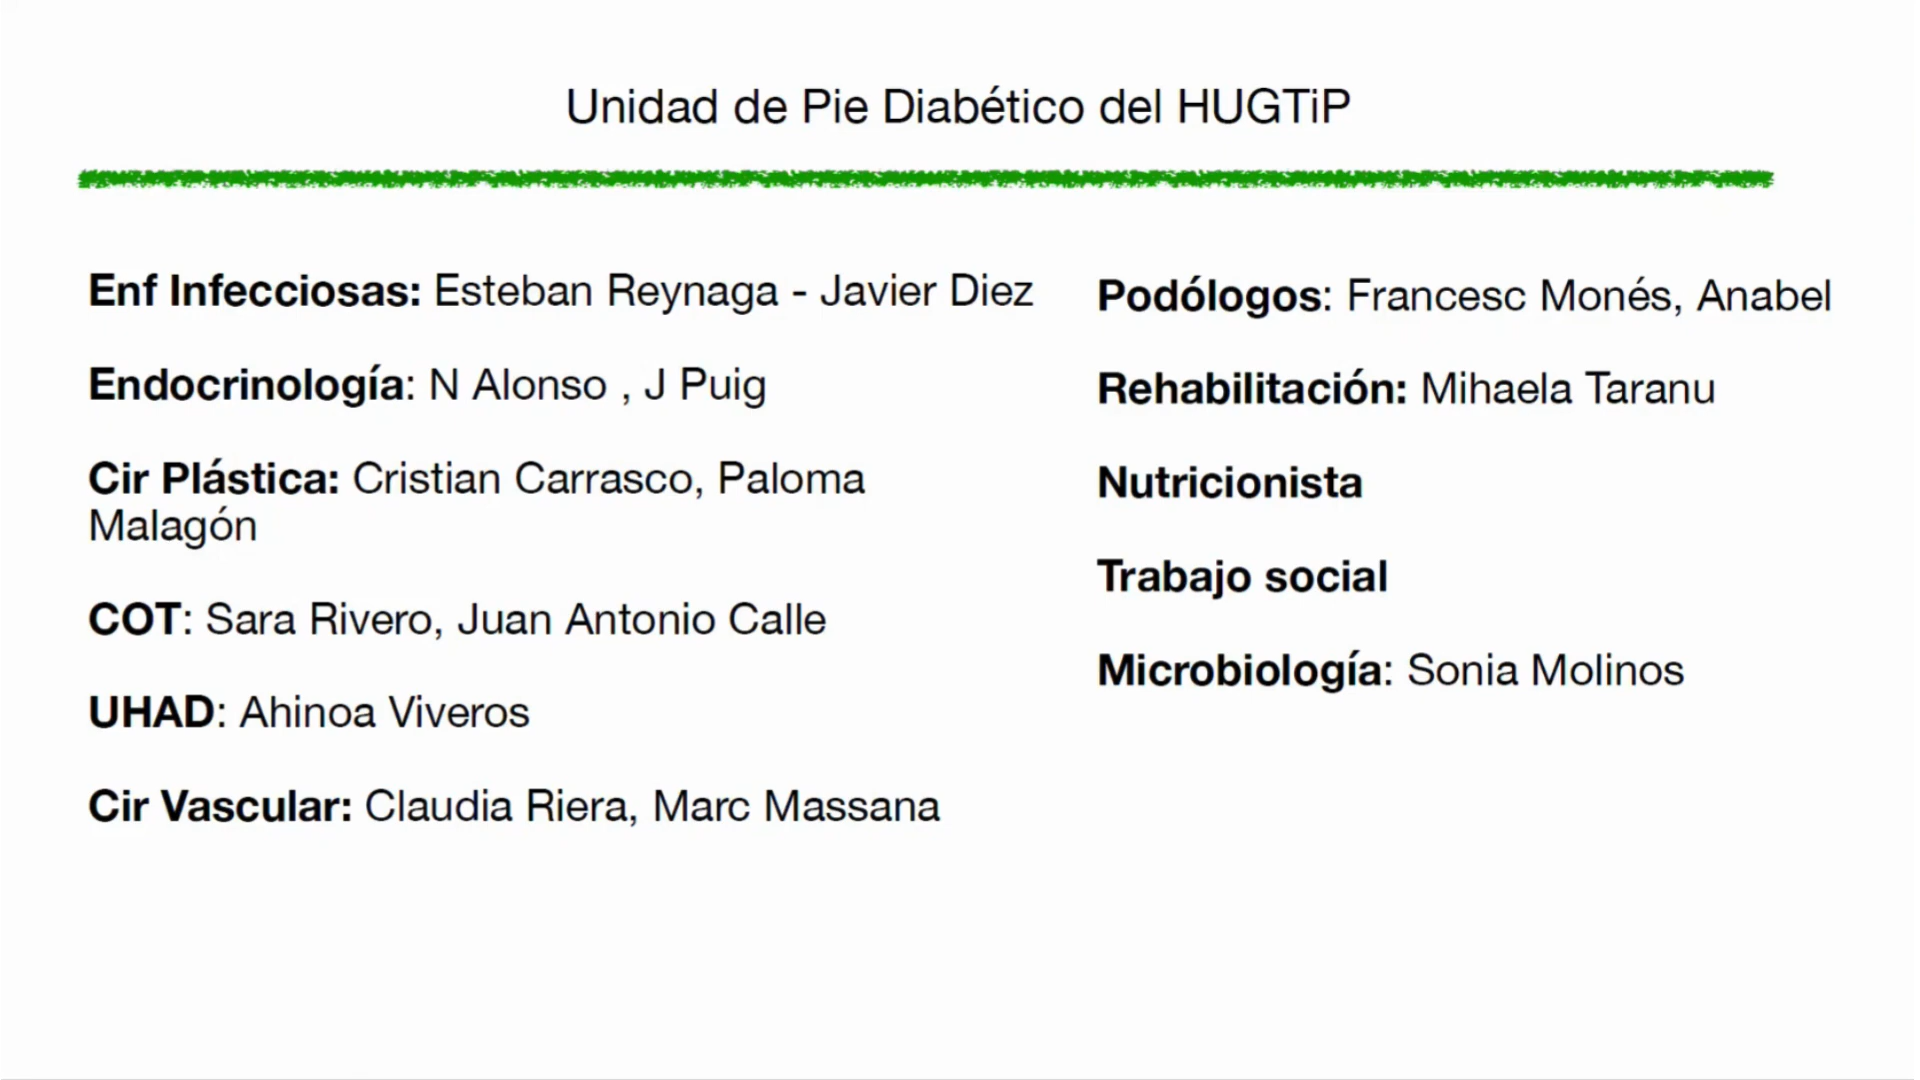 Unidad de Pie Diabético del HUGTiP
Enf Infecciosas: Esteban Reynaga - Javier Diez
Endocrinología: N Alonso , J Puig
Cir Plástica: Cristian Carrasco, Paloma
Malagón
COT: Sara Rivero, Juan Antonio Calle
UHAD: Ahinoa Viveros
Cir Vascular: Claudia Riera, Marc Massana
Podólogos: Francesc Monés, Anabel
Rehabilitación: Mihaela Taranu
Nutricionista
Trabajo social
Microbiología: Sonia Molinos